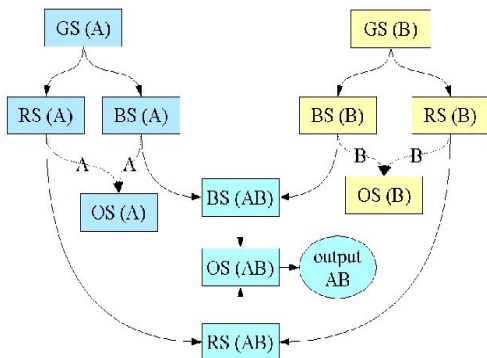 GS (A)
GS (B)
RS (A)
BS (A)
BS (B)
RS (B)
A
A
B
B
OS (A)
BS (AB)
OS (B)
OS (AB)
output
AB
RS (AB)